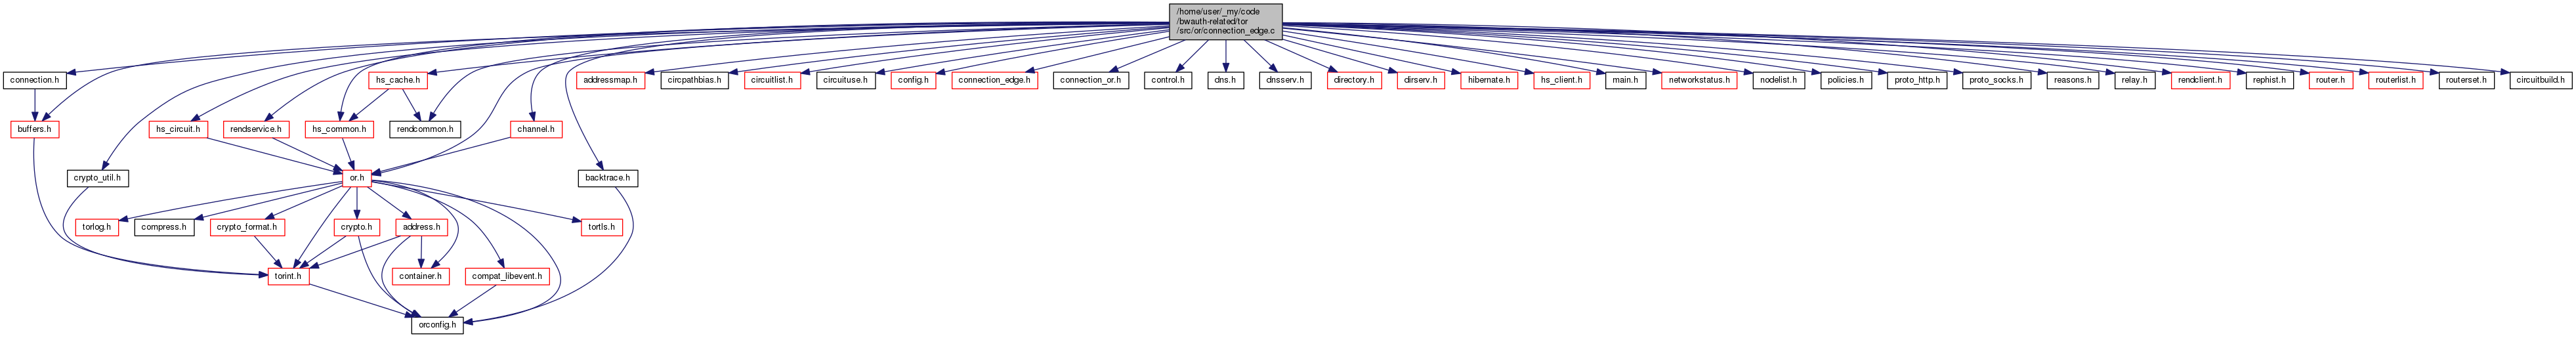 /home/user/_my/code
/bwauth-related/tor
/src/or/connection_edge.c
connection.h
hs_cache.h
addressmap.h
circpathbias.h
circuitlist.h
circuituse.h
config.h
connection_edge.h
connection_or.h
control.h
dns.h
dnsserv.h
directory.h
dirserv.h
hibernate.h
hs_client.h
main.h
networkstatus.h
nodelist.h
policies.h
proto_http.h
proto_socks.h
reasons.h
relay.h
rendclient.h
rephist.h
router.h
routerlist.h
routerset.h
circuitbuild.h
buffers.h
hs_circuit.h
rendservice.h
hs_common.h
rendcommon.h
channel.h
crypto_util.h
or.h
backtrace.h
torlog.h
compress.h
crypto_format.h
crypto.h
address.h
tortls.h
torint.h
container.h
compat_libevent.h
orconfig.h